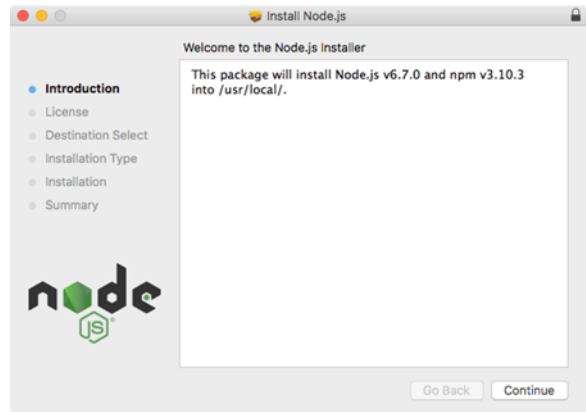 Install Node.js
Welcome to the Node.js Installer
Introduction
License
Destination Select
Installation Type
Installation
Summary
This package will install Node.js v6.7.0 and npm v3.10.3
into /usr/local/.
node
JS
Go Back
Continue